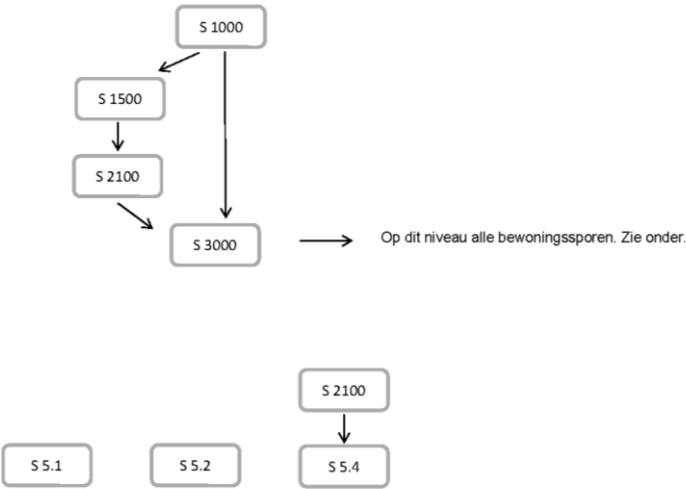 S 1000
S 1500
S 2100
S 3000
Op dit niveau alle bewoningssporen. Zie onder.
S 2100
S 5.1
S 5.2
S 5.4